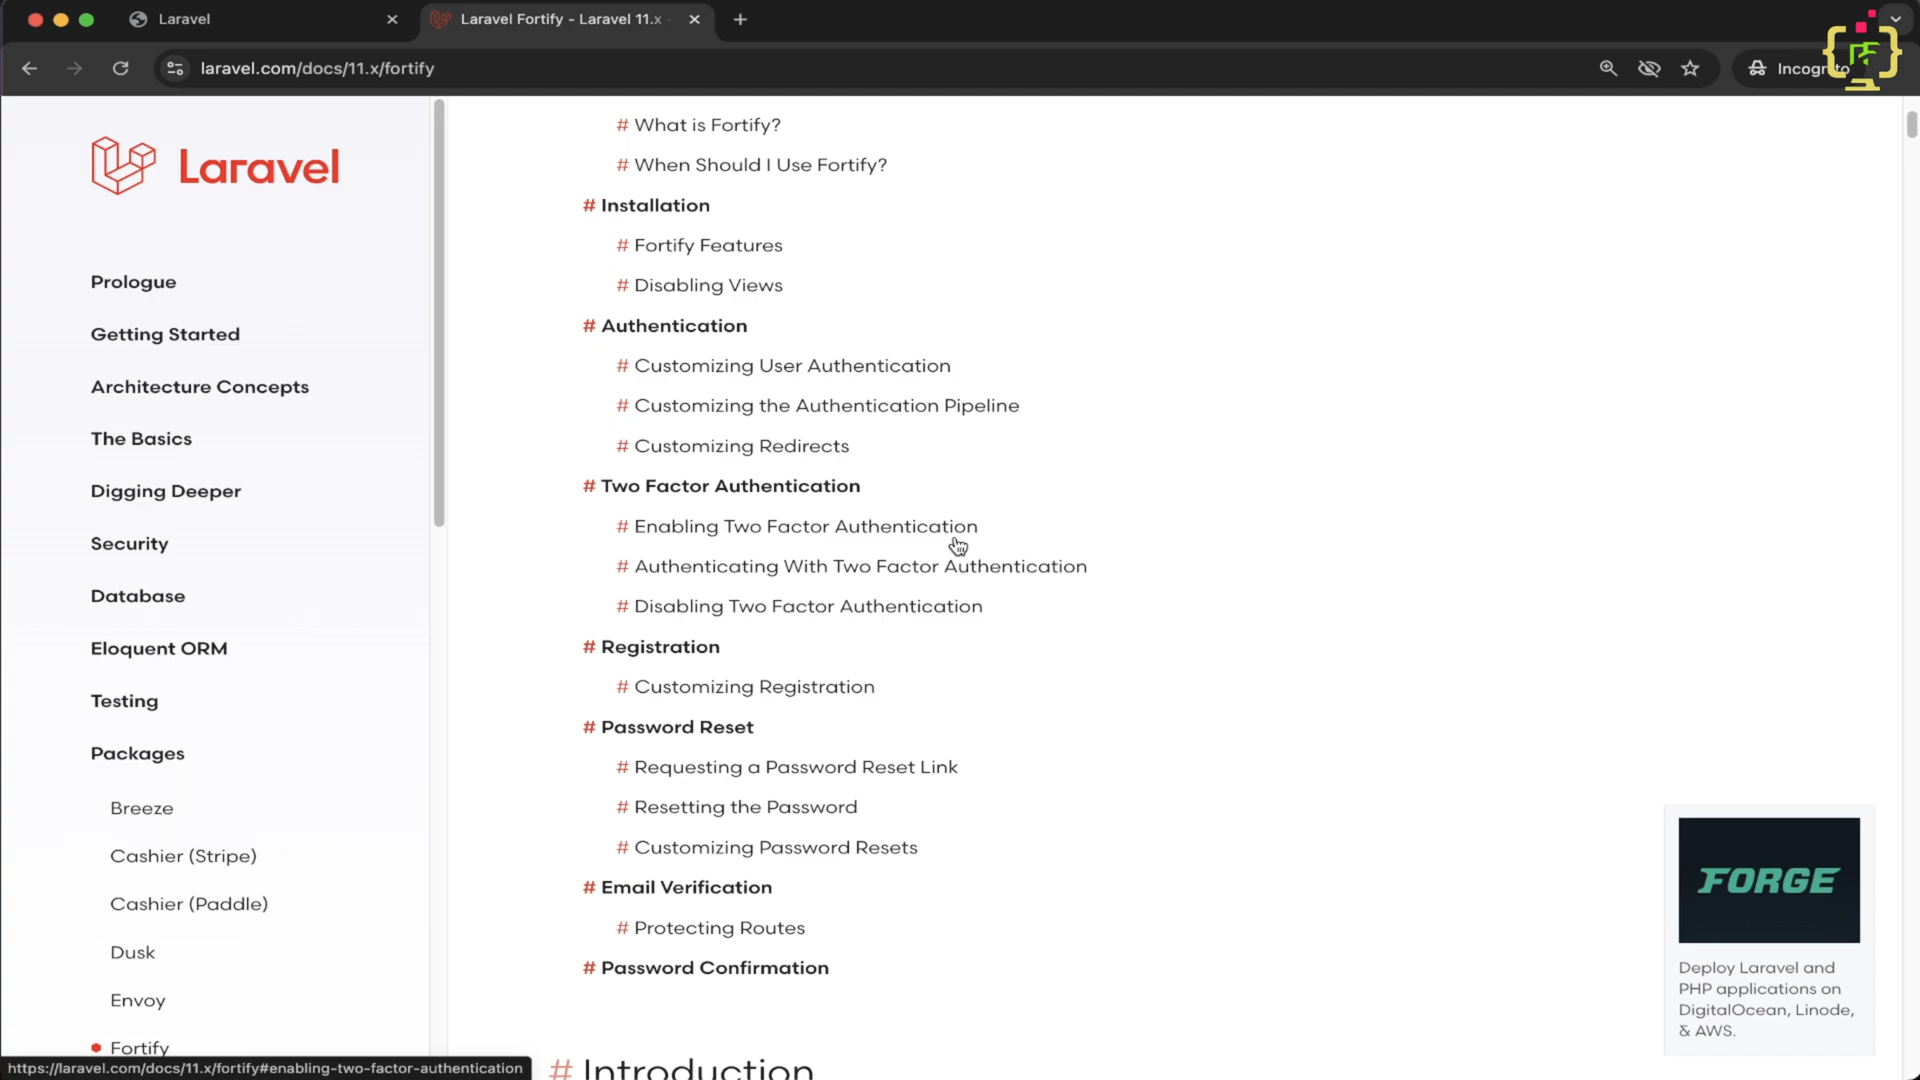 Laravel
Laravel Fortify - Laravel 11.x
laravel.com/docs/11.x/fortify
Incognito
Laravel
Prologue
Getting Started
Architecture Concepts
The Basics
Digging Deeper
Security
Database
Eloquent ORM
Testing
Packages
Breeze
Cashier (Stripe)
Cashier (Paddle)
Dusk
Envoy
Fortify
# What is Fortify?
# When Should I Use Fortify?
# Installation
# Fortify Features
# Disabling Views
# Authentication
# Customizing User Authentication
# Customizing the Authentication Pipeline
# Customizing Redirects
# Two Factor Authentication
# Enabling Two Factor Authentication
# Authenticating With Two Factor Authentication
# Disabling Two Factor Authentication
# Registration
# Customizing Registration
# Password Reset
# Requesting a Password Reset Link
# Resetting the Password
# Customizing Password Resets
# Email Verification
# Protecting Routes
# Password Confirmation
# Introduction
FORGE
Deploy Laravel and
PHP applications on
DigitalOcean, Linode,
& AWS.
https://laravel.com/docs/11.x/fortify#enabling-two-factor-authentication